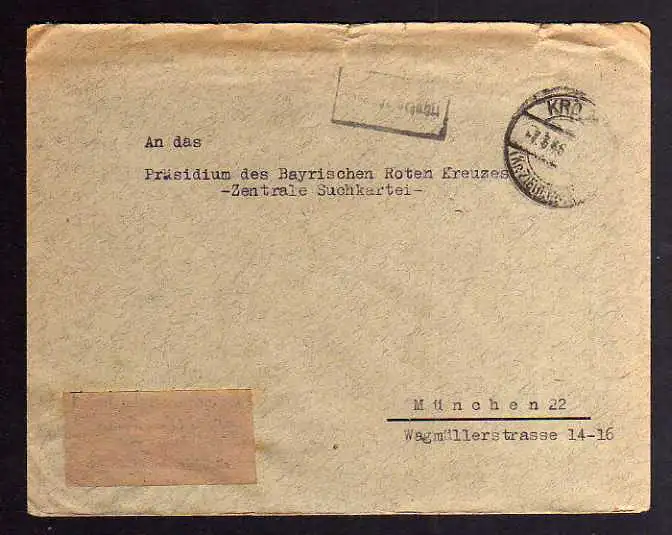 KRO
An das
Präsidium des Bayrischen Roten Kreuzes
-Zentrale Suchkartei-
München 22
Wagmüllerstrasse 14-16